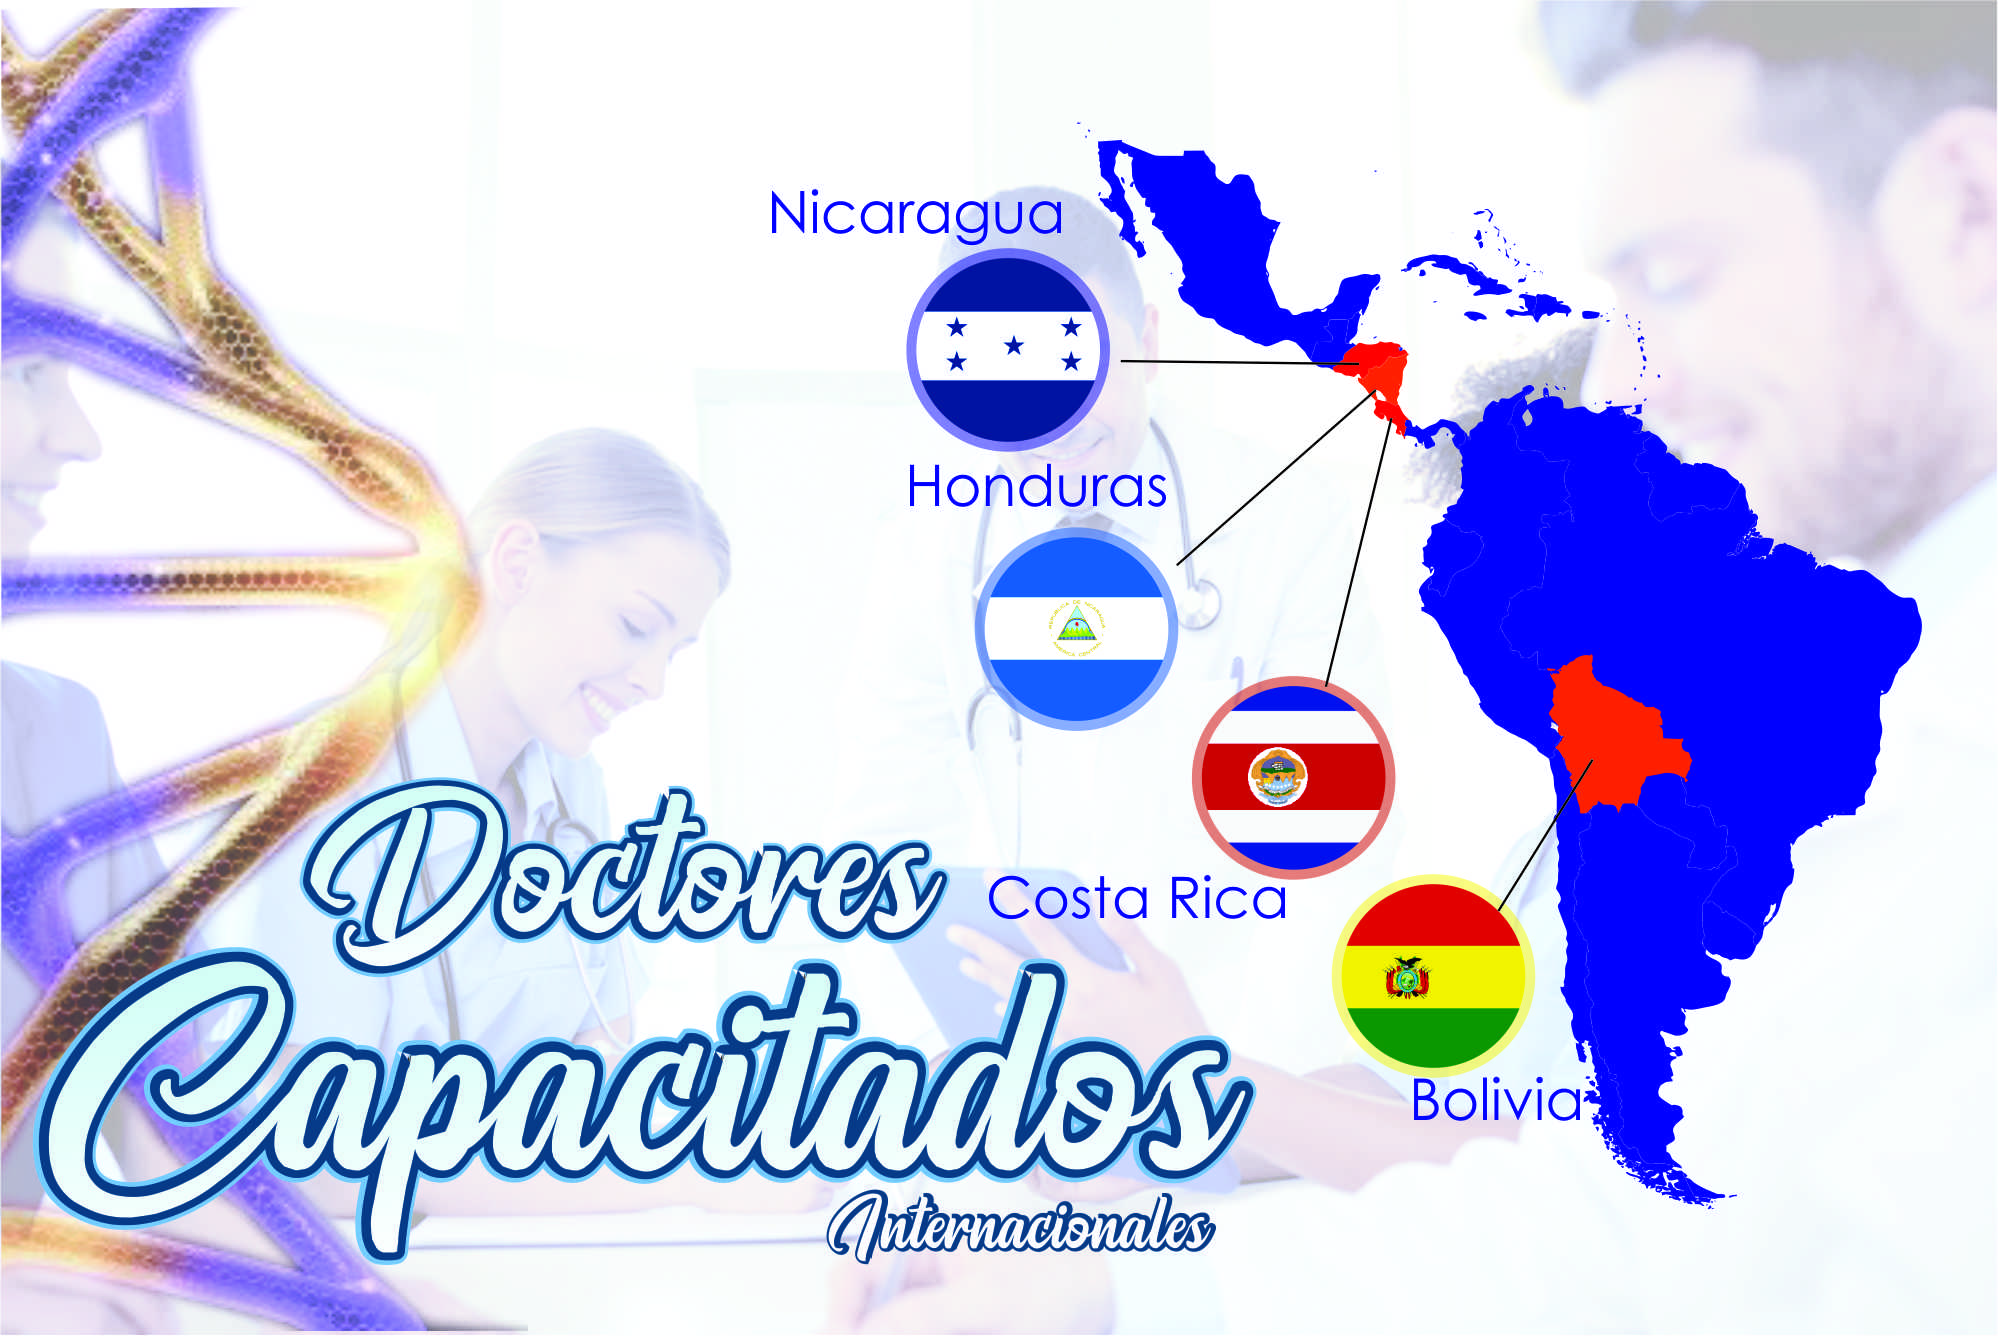 Nicaragua
Honduras
Costa Rica
Bolivia
Doctores
Capacitados
Internacionales